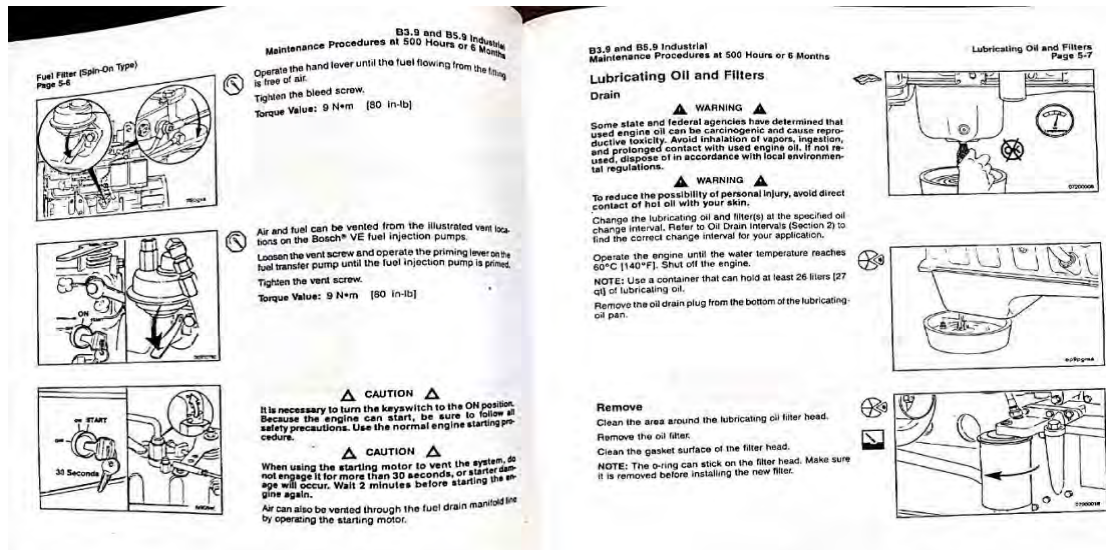 B3.9 and B5.9 Industrial
Maintenance Procedures at 500 Hours or 6 Months
Fuel Filter (Spin-On Type)
Page 5-6
Operate the hand lever until the fuel flowing from the fitting
is free of air.
Tighten the bleed screw.
Torque Value: 9 N•m [80 in-lb]
Air and fuel can be vented from the illustrated vent loca-
tions on the Bosch® VE fuel injection pumps.
Loosen the vent screw and operate the priming lever on the
fuel transfer pump until the fuel injection pump is primed.
Tighten the vent screw.
Torque Value: 9 N•m [80 in-lb]
ON
CAUTION
It is necessary to turn the keyswitch to the ON position.
Because the engine can start, be sure to follow all
safety precautions. Use the normal engine starting pro-
cedure.
CAUTION
When using the starting motor to vent the system, do
not engage it for more than 30 seconds, or starter dam-
age will occur. Wait 2 minutes before starting the en-
gine again.
Air can also be vented through the fuel drain manifold line
by operating the starting motor.
ON START
30 Seconds
B3.9 and B5.9 Industrial
Maintenance Procedures at 500 Hours or 6 Months
Lubricating Oil and Filters
Page 5-7
Lubricating Oil and Filters
Drain
WARNING
Some state and federal agencies have determined that
used engine oil can be carcinogenic and cause repro-
ductive toxicity. Avoid inhalation of vapors, ingestion,
and prolonged contact with used engine oil. If not re-
used, dispose of in accordance with local environmen-
tal regulations.
WARNING
To reduce the possibility of personal injury, avoid direct
contact of hot oil with your skin.
Change the lubricating oil and filter(s) at the specified oil
change interval. Refer to Oil Drain Intervals (Section 2) to
find the correct change interval for your application.
Operate the engine until the water temperature reaches
60°C [140°F]. Shut off the engine.
NOTE: Use a container that can hold at least 26 liters [27
qt] of lubricating oil.
Remove the oil drain plug from the bottom of the lubricating-
oil pan.
Remove
Clean the area around the lubricating oil filter head.
Remove the oil filter.
Clean the gasket surface of the filter head.
NOTE: The o-ring can stick on the filter head. Make sure
it is removed before installing the new filter.